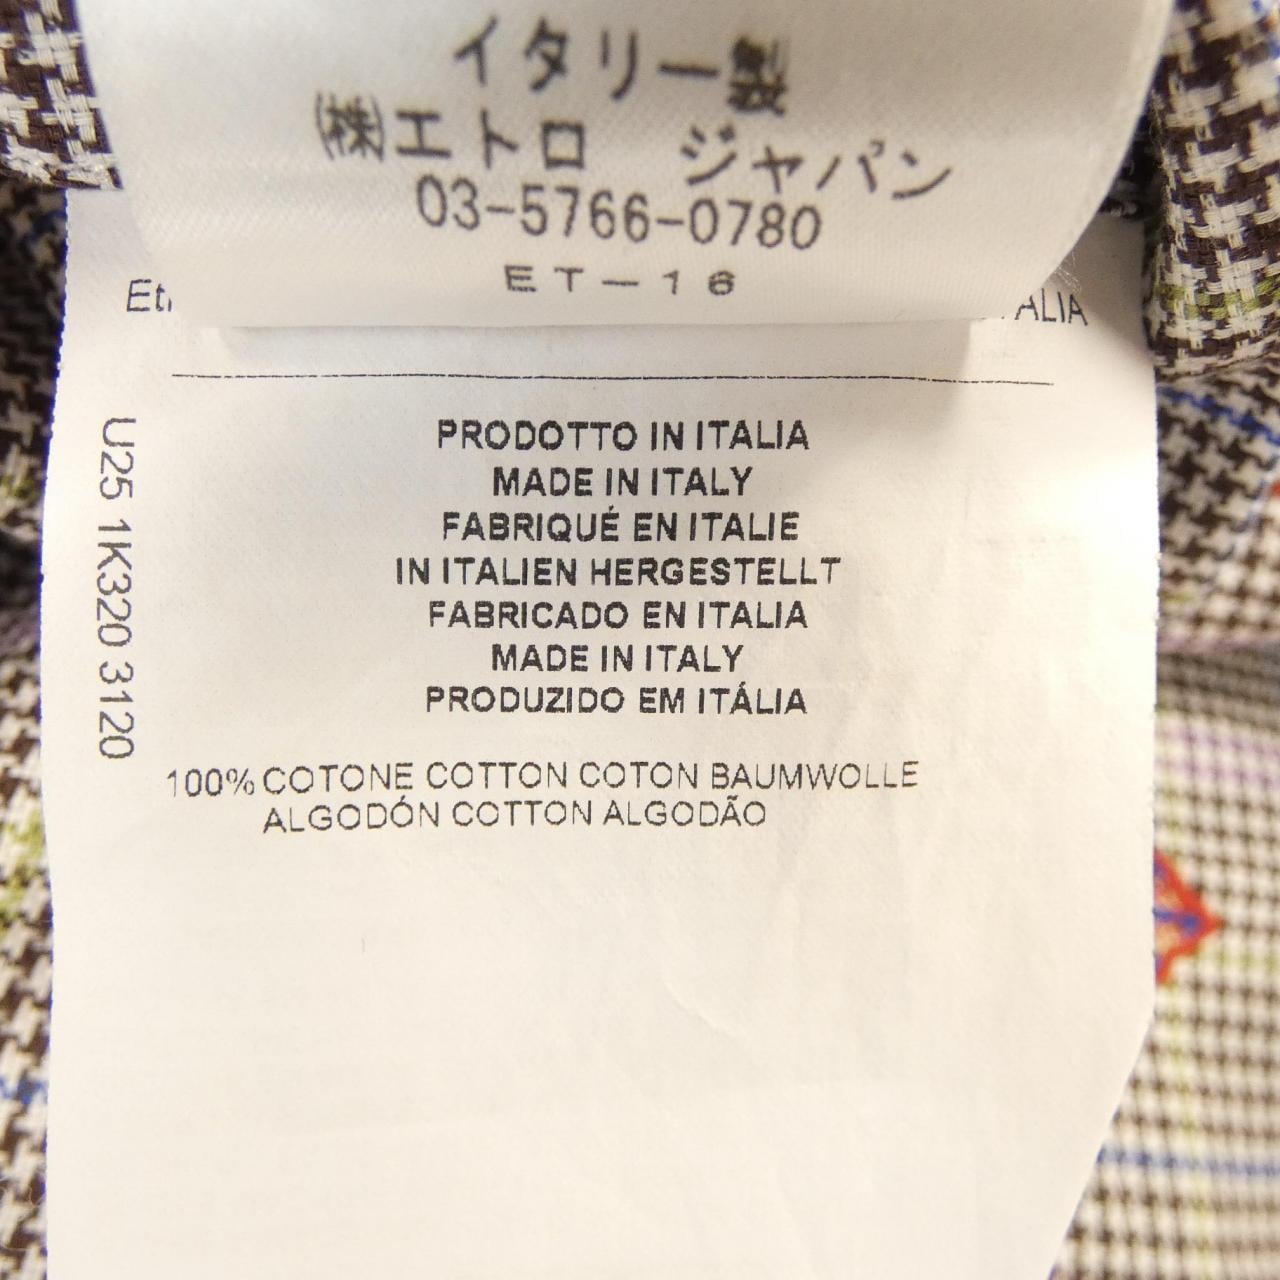 イタリー製
㈱エトロ　ジャパン
03-5766-0780
ET-16
PRODOTTO IN ITALIA
MADE IN ITALY
FABRIQUÉ EN ITALIE
IN ITALIEN HERGESTELLT
FABRICADO EN ITALIA
MADE IN ITALY
PRODUZIDO EM ITÁLIA
100% COTONE COTTON COTON BAUMWOLLE
ALGODÓN COTTON ALGODÃO
U25 1K320 3120